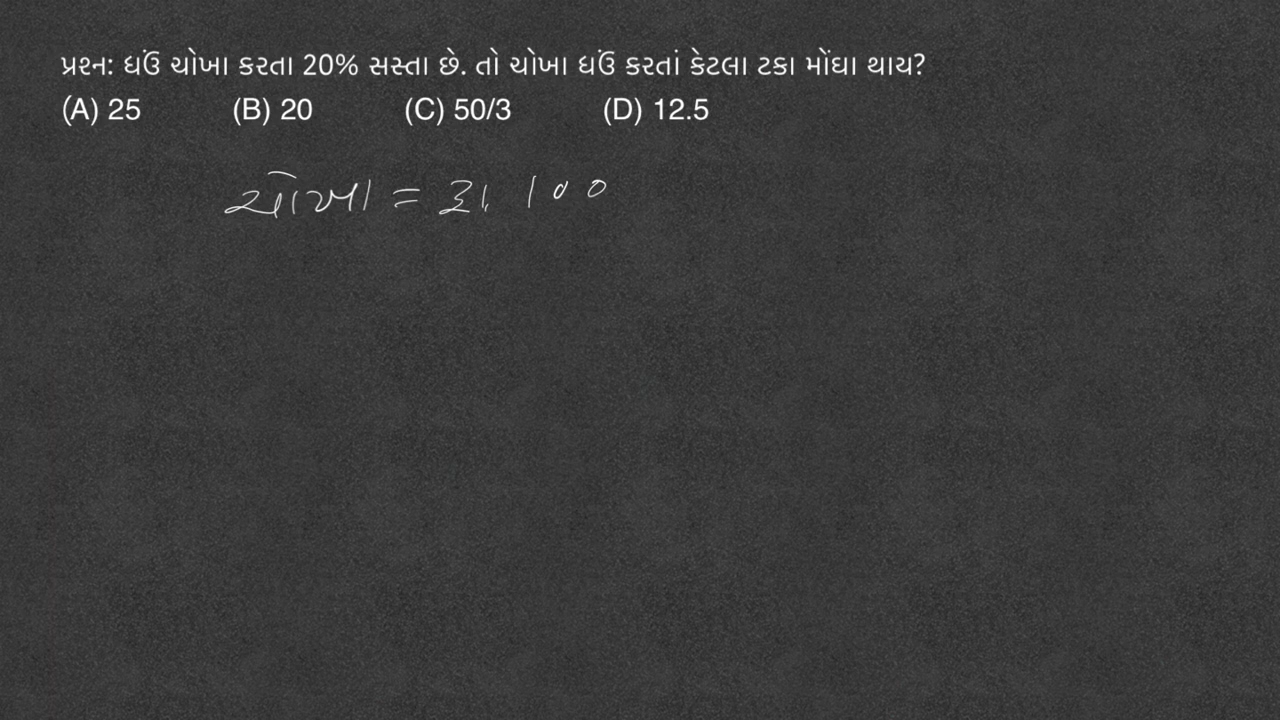 પ્રશ્ન: ઘઉં ચોખા કરતા 20% સસ્તા છે. તો ચોખા ઘઉં કરતાં કેટલા ટકા મોંઘા થાય?
(A) 25 (B) 20 (C) 50/3 (D) 12.5
ચોખા = રૂા. 100